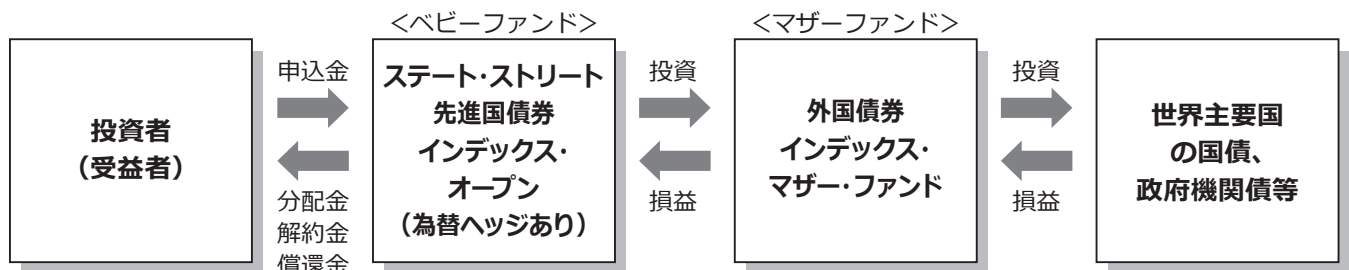 <ベビーファンド>
<マザーファンド>
投資者
（受益者）
申込金
分配金
解約金
償還金
ステート・ストリート
先進国債券
インデックス・
オープン
（為替ヘッジあり）
投資
損益
外国債券
インデックス・
マザー・ファンド
投資
損益
世界主要国
の国債、
政府機関債等